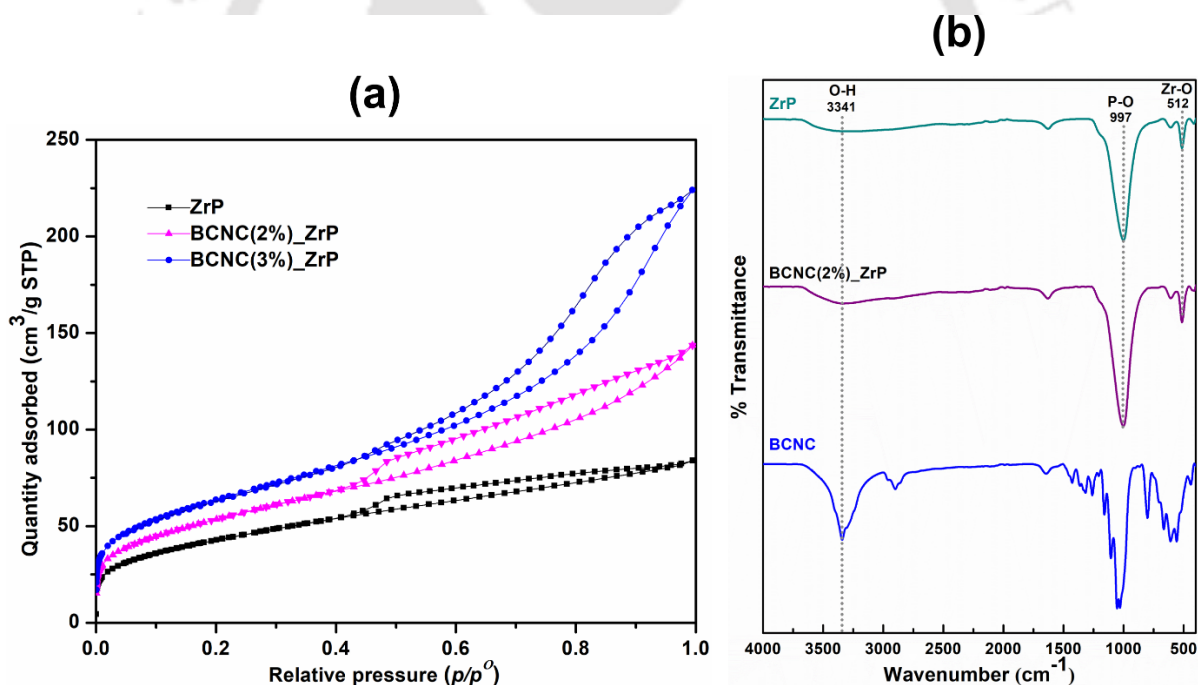 (a)
250
200
150
100
50
0
Quantity adsorbed (cm³/g STP)
ZrP
BCNC(2%)_ZrP
BCNC(3%)_ZrP
0.0 0.2 0.4 0.6 0.8 1.0
Relative pressure (p/pᵒ)
(b)
O-H
3341
P-O
997
Zr-O
512
ZrP
BCNC(2%)_ZrP
BCNC
% Transmittance
4000 3500 3000 2500 2000 1500 1000 500
Wavenumber (cm⁻¹)